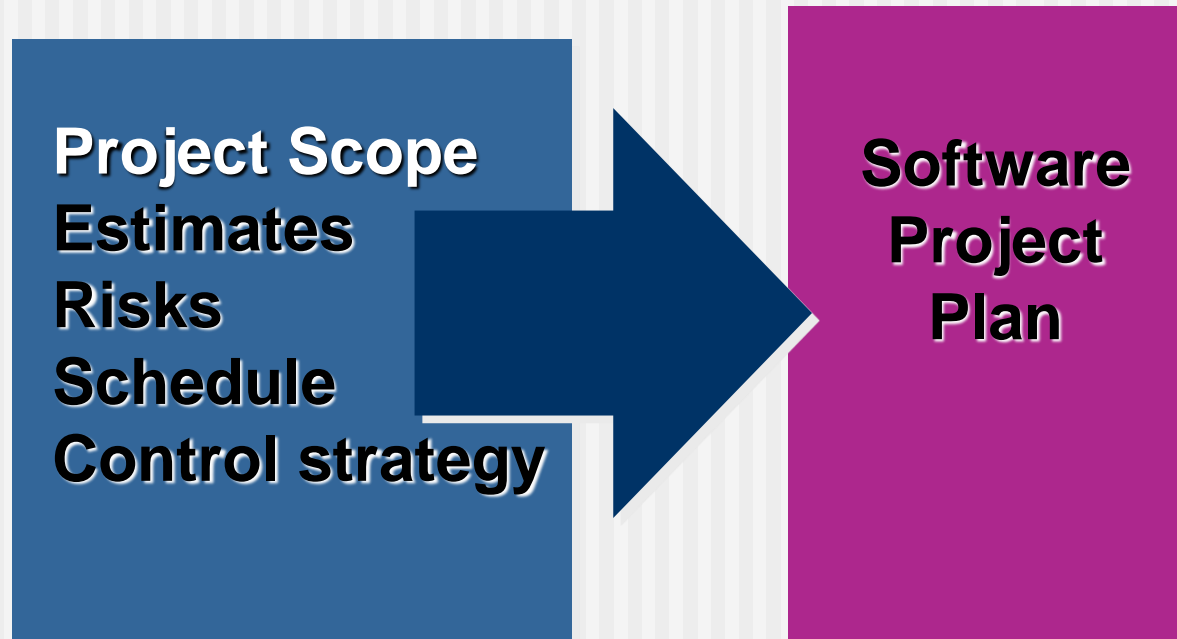 Project Scope
Estimates
Risks
Schedule
Control strategy
Software
Project
Plan